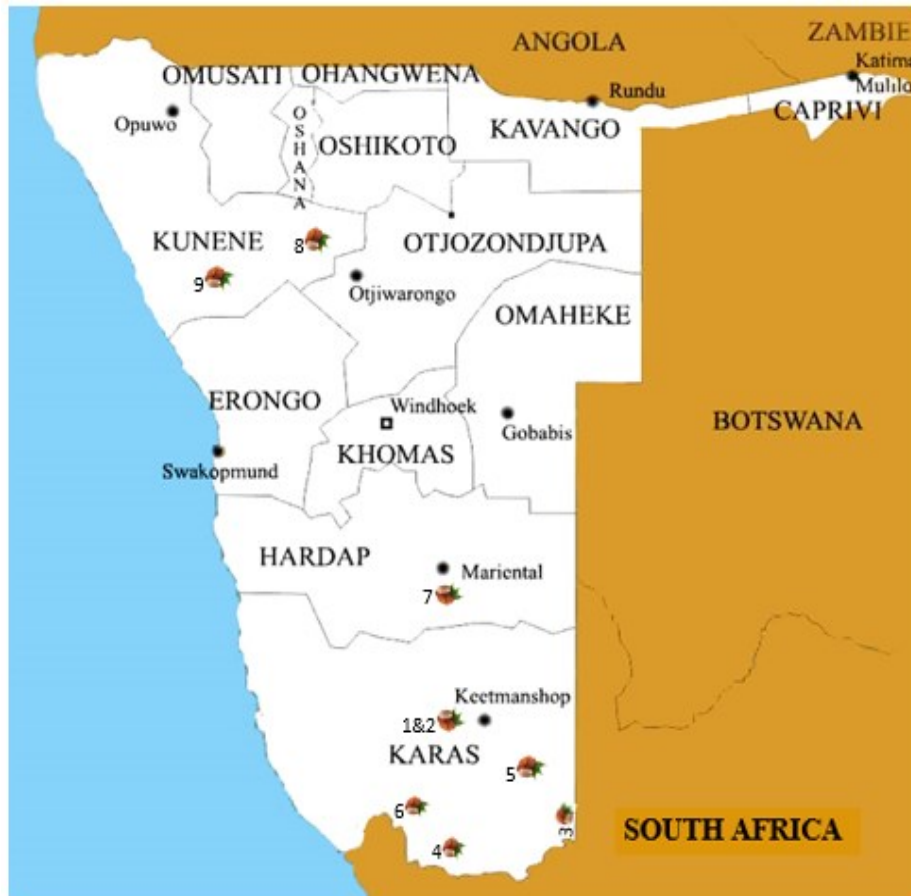 ANGOLA
ZAMBIE
Katima
Mulilo
OMUSATI
OHANGWENA
Rundu
Opuwo
OSHANA
OSHIKOTO
KAVANGO
CAPRIVI
KUNENE
8
OTJOZONDJUPA
9
Otjiwarongo
OMAHEKE
ERONGO
Windhoek
Gobabis
BOTSWANA
KHOMAS
Swakopmund
HARDAP
Mariental
7
Keetmanshop
1&2
KARAS
5
6
3
SOUTH AFRICA
4